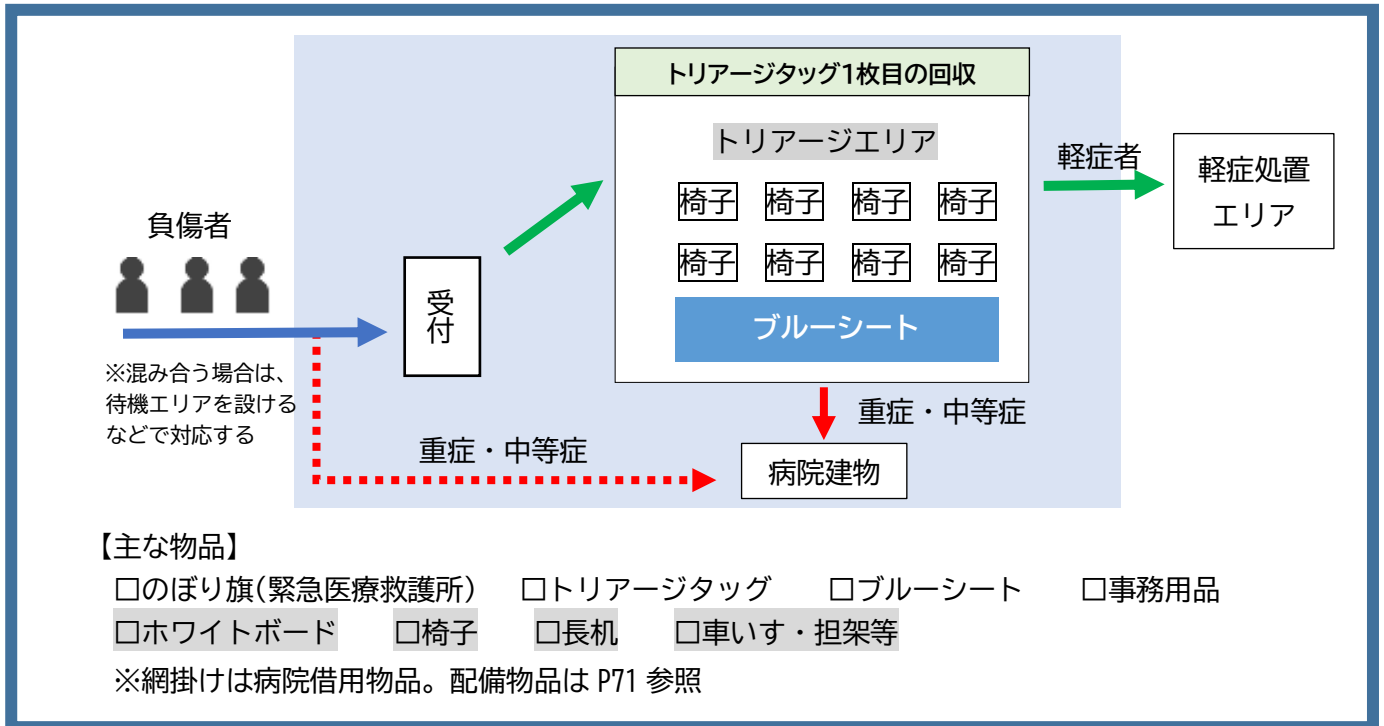 トリアージタッグ1枚目の回収
トリアージエリア
椅子 椅子 椅子 椅子
椅子 椅子 椅子 椅子
ブルーシート
軽症者
軽症処置
エリア
負傷者
受付
※混み合う場合は、
待機エリアを設ける
などで対応する
重症・中等症
重症・中等症
病院建物
【主な物品】
□のぼり旗(緊急医療救護所) □トリアージタッグ □ブルーシート □事務用品
□ホワイトボード □椅子 □長机 □車いす・担架等
※網掛けは病院借用物品。配備物品は P71 参照